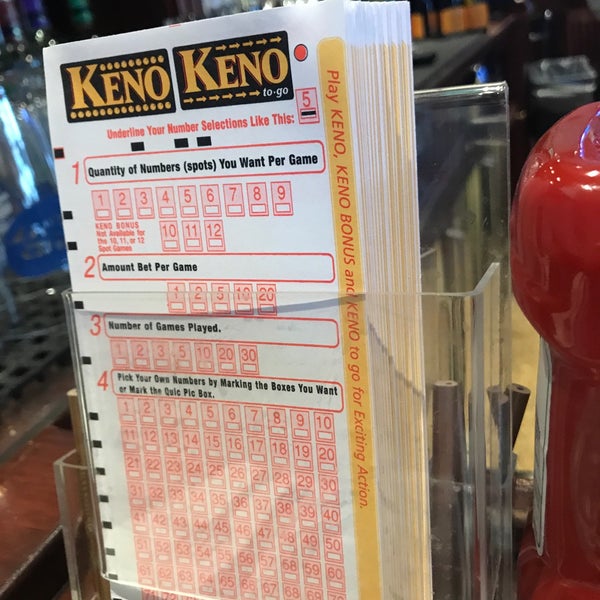 KENO KENO
to-go
Underline Your Number Selections Like This: 5
1 Quantity of Numbers (spots) You Want Per Game
1 2 3 4 5 6 7 8 9
KENO BONUS
Not Available for
the 10, 11, or 12
Spot Games
10 11 12
2 Amount Bet Per Game
1 2 5 10 20
3 Number of Games Played.
1 2 3 5 10 20 30
4 Pick Your Own Numbers by Marking the Boxes You Want
or Mark the Quic Pic Box.
1 2 3 4 5 6 7 8 9 10
11 12 13 14 15 16 17 18 19 20
21 22 23 24 25 26 27 28 29 30
31 32 33 34 35 36 37 38 39 40
41 42 43 44 45 46 47 48 49 50
51 52 53 54 55 56 57 58 59 60
61 62 63 64 65 66 67 68 69
71 72
Play KENO, KENO BONUS and KENO to go for Exciting Action.